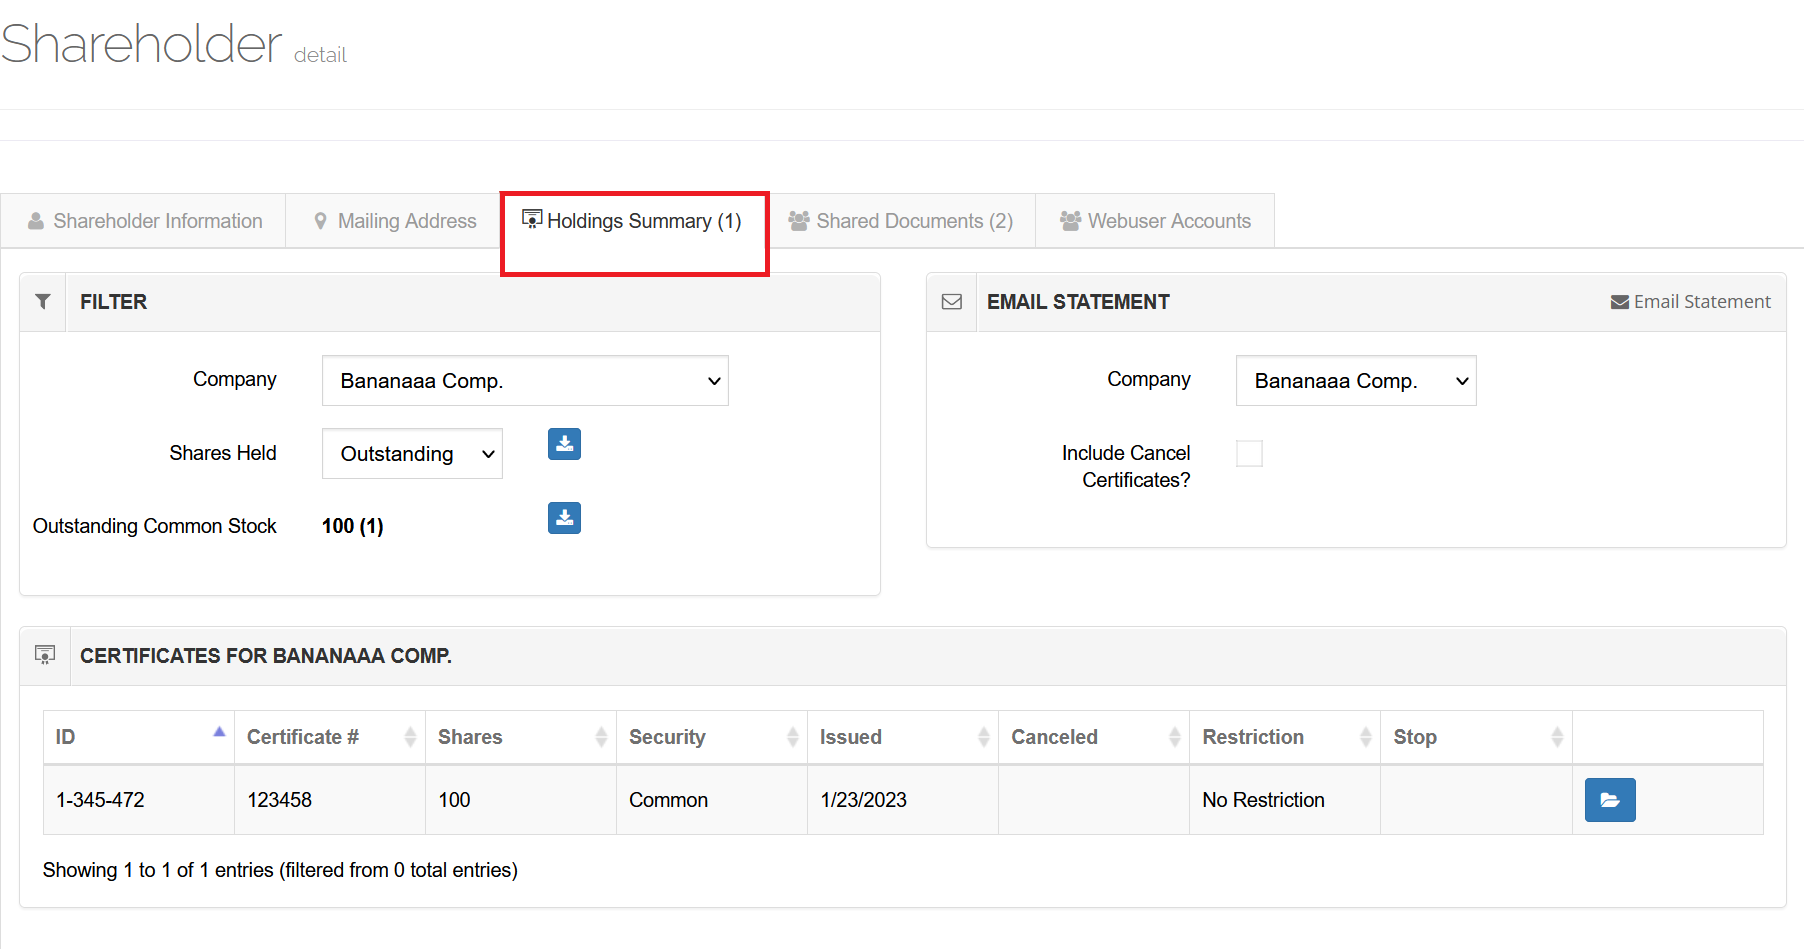 Shareholder detail
Shareholder Information
Mailing Address
Holdings Summary (1)
Shared Documents (2)
Webuser Accounts
FILTER
Company
Bananaaa Comp.
Shares Held
Outstanding
Outstanding Common Stock
100 (1)
EMAIL STATEMENT
Email Statement
Company
Bananaaa Comp.
Include Cancel
Certificates?
CERTIFICATES FOR BANANAAA COMP.
ID Certificate # Shares Security Issued Canceled Restriction Stop
1-345-472 123458 100 Common 1/23/2023 No Restriction
Showing 1 to 1 of 1 entries (filtered from 0 total entries)